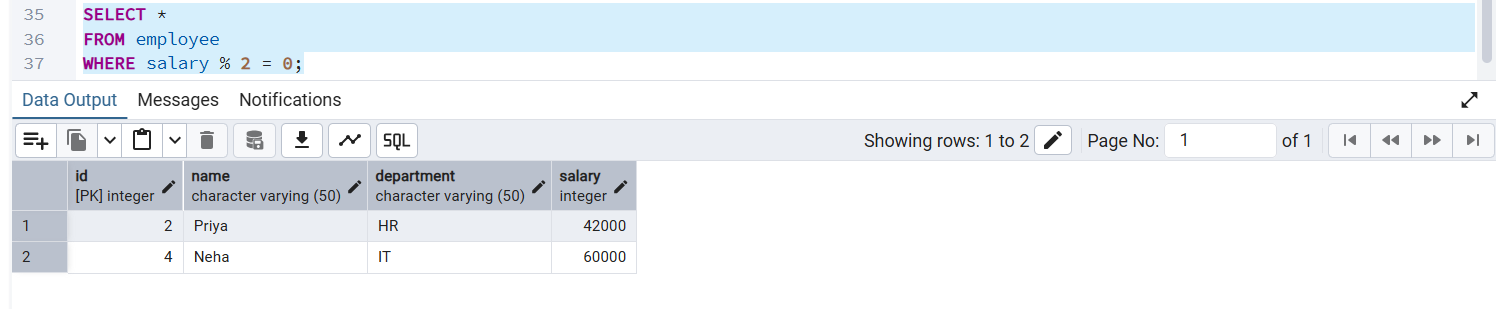 35 SELECT *
36 FROM employee
37 WHERE salary % 2 = 0;
Data Output Messages Notifications
SQL Showing rows: 1 to 2 Page No: 1 of 1
id name department salary
[PK] integer character varying (50) character varying (50) integer
1 2 Priya HR 42000
2 4 Neha IT 60000